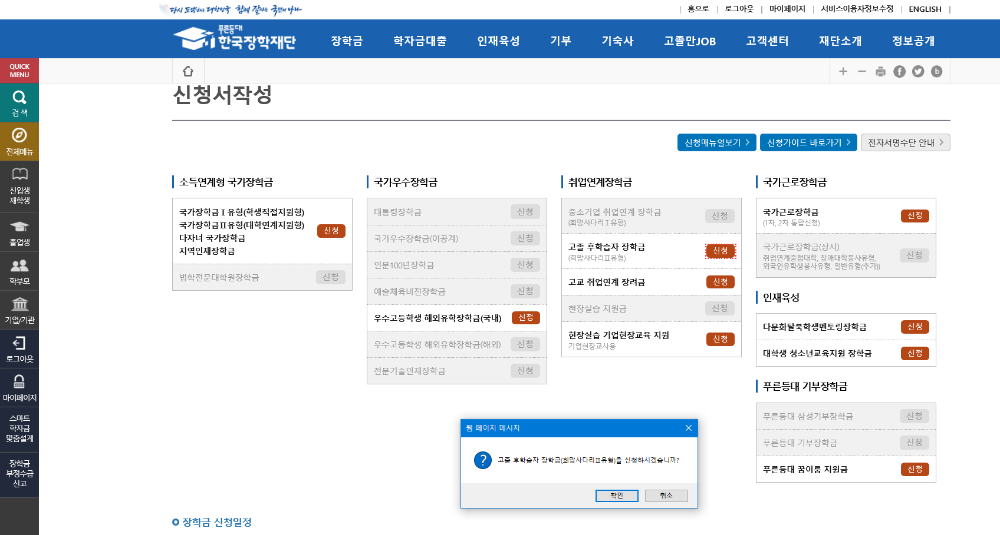 다시 도약하는 대한민국 함께 잘사는 국민의 나라
홈으로 로그아웃 마이페이지 서비스이용자정보수정 ENGLISH
푸른등대
한국장학재단
장학금 학자금대출 인재육성 기부 기숙사 고졸만JOB 고객센터 재단소개 정보공개
QUICK
MENU
검 색
전체메뉴
신입생
재학생
졸업생
학부모
기업/기관
로그아웃
마이페이지
스마트
학자금
맞춤설계
장학금
부정수급
신고
신청서작성
신청매뉴얼보기
신청가이드 바로가기
전자서명수단 안내
소득연계형 국가장학금
국가장학금 I 유형(학생직접지원형)
국가장학금 II 유형(대학연계지원형)
다자녀 국가장학금
지역인재장학금
신청
법학전문대학원장학금 신청
국가우수장학금
대통령장학금 신청
국가우수장학금(이공계) 신청
인문100년장학금 신청
예술체육비전장학금 신청
우수고등학생 해외유학장학금(국내) 신청
우수고등학생 해외유학장학금(해외) 신청
전문기술인재장학금 신청
취업연계장학금
중소기업 취업연계 장학금
(희망사다리 I 유형)
신청
고졸 후학습자 장학금
(희망사다리 II 유형)
신청
고교 취업연계 장려금 신청
현장실습 지원금 신청
현장실습 기업현장교육 지원
기업현장교사용
신청
국가근로장학금
국가근로장학금
(1차, 2차 통합신청)
신청
국가근로장학금(상시)
취업연계중점대학, 장애대학봉사유형,
외국인유학생봉사유형, 일반유형(추가))
신청
인재육성
다문화탈북학생멘토링장학금 신청
대학생 청소년교육지원 장학금 신청
푸른등대 기부장학금
푸른등대 삼성기부장학금 신청
푸른등대 기부장학금 신청
푸른등대 꿈이룸 지원금 신청
웹 페이지 메시지
고졸 후학습자 장학금(희망사다리 II 유형)을 신청하시겠습니까?
확인 취소
장학금 신청일정